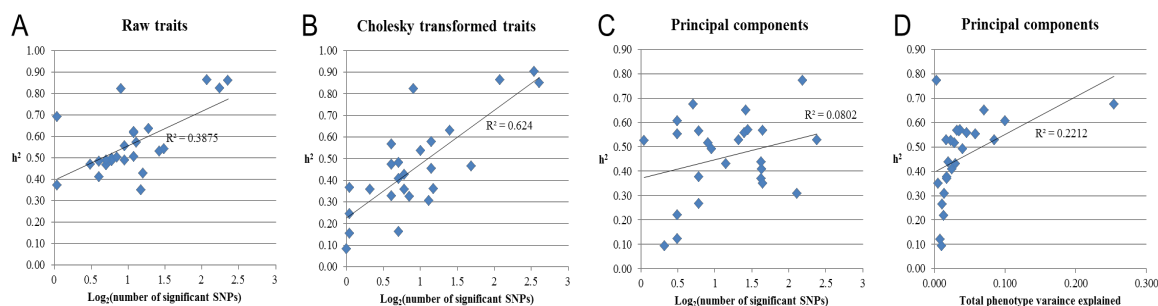 A
Raw traits
1.00
0.90
0.80
0.70
0.60
0.50
h²
0.40
0.30
0.20
0.10
0.00
R² = 0.3875
0 0.5 1 1.5 2 2.5 3
Log₂(number of significant SNPs)
B
Cholesky transformed traits
1.00
0.90
0.80
0.70
0.60
0.50
h²
0.40
0.30
0.20
0.10
0.00
R² = 0.624
0 0.5 1 1.5 2 2.5 3
Log₂(number of significant SNPs)
C
Principal components
0.90
0.80
0.70
0.60
0.50
h²
0.40
0.30
0.20
0.10
0.00
R² = 0.0802
0 0.5 1 1.5 2 2.5 3
Log₂(number of significant SNPs)
D
Principal components
0.90
0.80
0.70
0.60
0.50
h²
0.40
0.30
0.20
0.10
0.00
R² = 0.2212
0.000 0.100 0.200 0.300
Total phenotype varaince explained